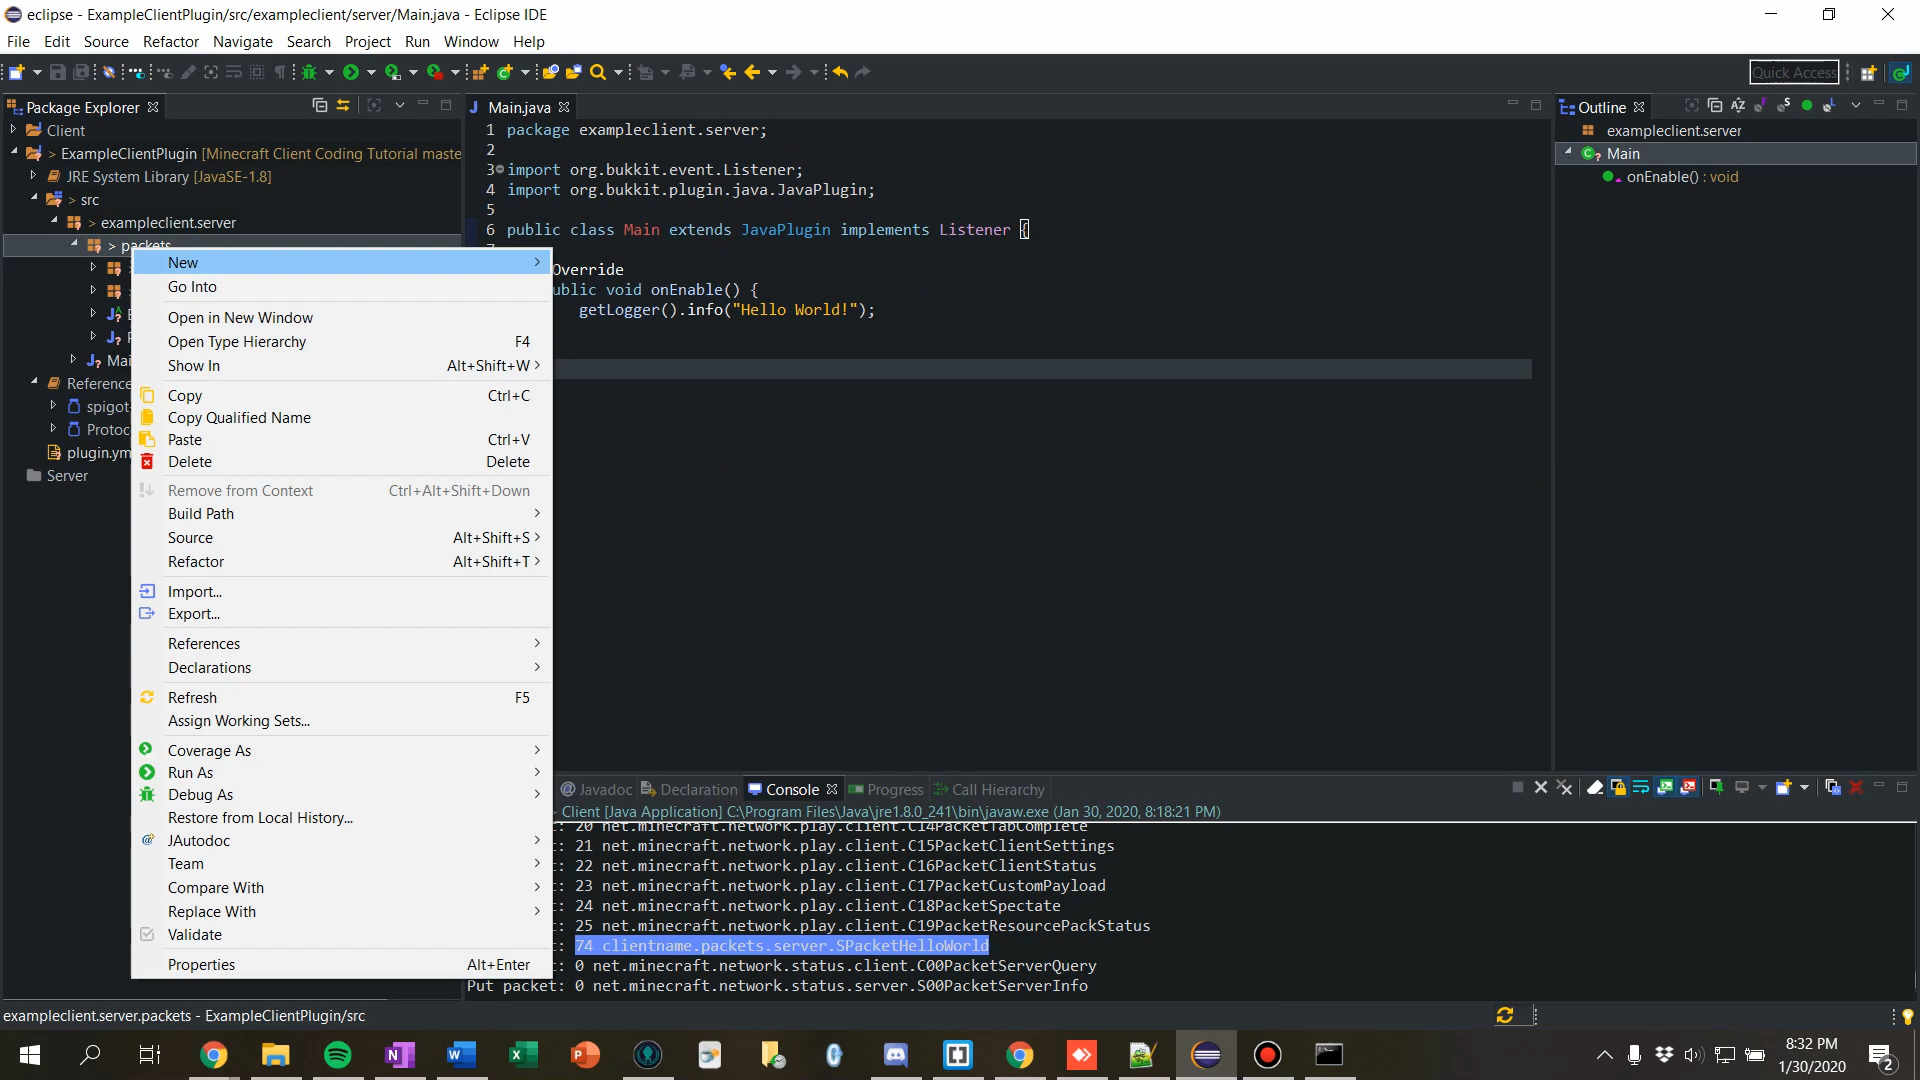 eclipse - ExampleClientPlugin/src/exampleclient/server/Main.java - Eclipse IDE
File Edit Source Refactor Navigate Search Project Run Window Help
Quick Access
Package Explorer
Client
> ExampleClientPlugin [Minecraft Client Coding Tutorial maste
JRE System Library [JavaSE-1.8]
> src
> exampleclient.server
> packets
Mai
Reference
spigot-
Protoc
plugin.ym
Server
New
Go Into
Open in New Window
Open Type Hierarchy F4
Show In Alt+Shift+W
Copy Ctrl+C
Copy Qualified Name
Paste Ctrl+V
Delete Delete
Remove from Context Ctrl+Alt+Shift+Down
Build Path
Source Alt+Shift+S
Refactor Alt+Shift+T
Import...
Export...
References
Declarations
Refresh F5
Assign Working Sets...
Coverage As
Run As
Debug As
Restore from Local History...
JAutodoc
Team
Compare With
Replace With
Validate
Properties Alt+Enter
Main.java
1 package exampleclient.server;
2
3 import org.bukkit.event.Listener;
4 import org.bukkit.plugin.java.JavaPlugin;
5
6 public class Main extends JavaPlugin implements Listener {
Override
ublic void onEnable() {
getLogger().info("Hello World!");
Outline
exampleclient.server
Main
onEnable() : void
Javadoc Declaration Console Progress Call Hierarchy
Client [Java Application] C:\Program Files\Java\jre1.8.0_241\bin\javaw.exe (Jan 30, 2020, 8:18:21 PM)
t: 20 net.minecraft.network.play.client.C14PacketTabComplete
t: 21 net.minecraft.network.play.client.C15PacketClientSettings
t: 22 net.minecraft.network.play.client.C16PacketClientStatus
t: 23 net.minecraft.network.play.client.C17PacketCustomPayload
t: 24 net.minecraft.network.play.client.C18PacketSpectate
t: 25 net.minecraft.network.play.client.C19PacketResourcePackStatus
t: 74 clientname.packets.server.SPacketHelloWorld
t: 0 net.minecraft.network.status.client.C00PacketServerQuery
Put packet: 0 net.minecraft.network.status.server.S00PacketServerInfo
exampleclient.server.packets - ExampleClientPlugin/src
8:32 PM
1/30/2020
2